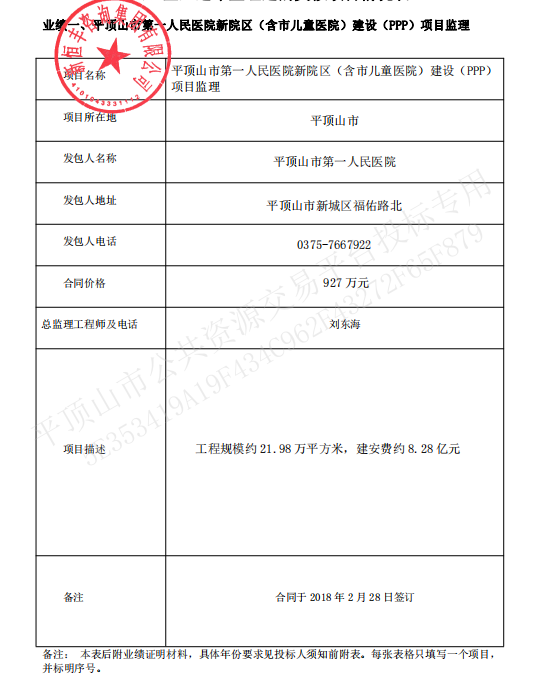 业绩一、平顶山市第一人民医院新院区（含市儿童医院）建设（PPP）项目监理
项目名称
平顶山市第一人民医院新院区（含市儿童医院）建设（PPP）
项目监理
项目所在地
平顶山市
发包人名称
平顶山市第一人民医院
发包人地址
平顶山市新城区福佑路北
发包人电话
0375-7667922
合同价格
927 万元
总监理工程师及电话
刘东海
项目描述
工程规模约 21.98 万平方米，建安费约 8.28 亿元
备注
合同于 2018 年 2 月 28 日签订
备注： 本表后附业绩证明材料，具体年份要求见投标人须知前附表。每张表格只填写一个项目，
并标明序号。
平顶山市公共资源交易平台投标专用
4101043331112